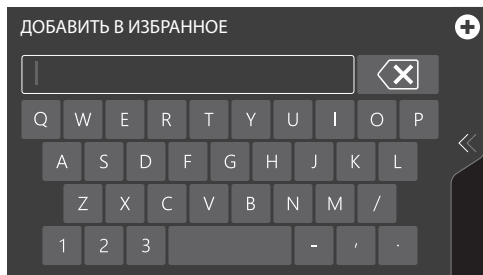 ДОБАВИТЬ В ИЗБРАННОЕ
Q W E R T Y U I O P
A S D F G H J K L
Z X C V B N M /
1 2 3 - , .